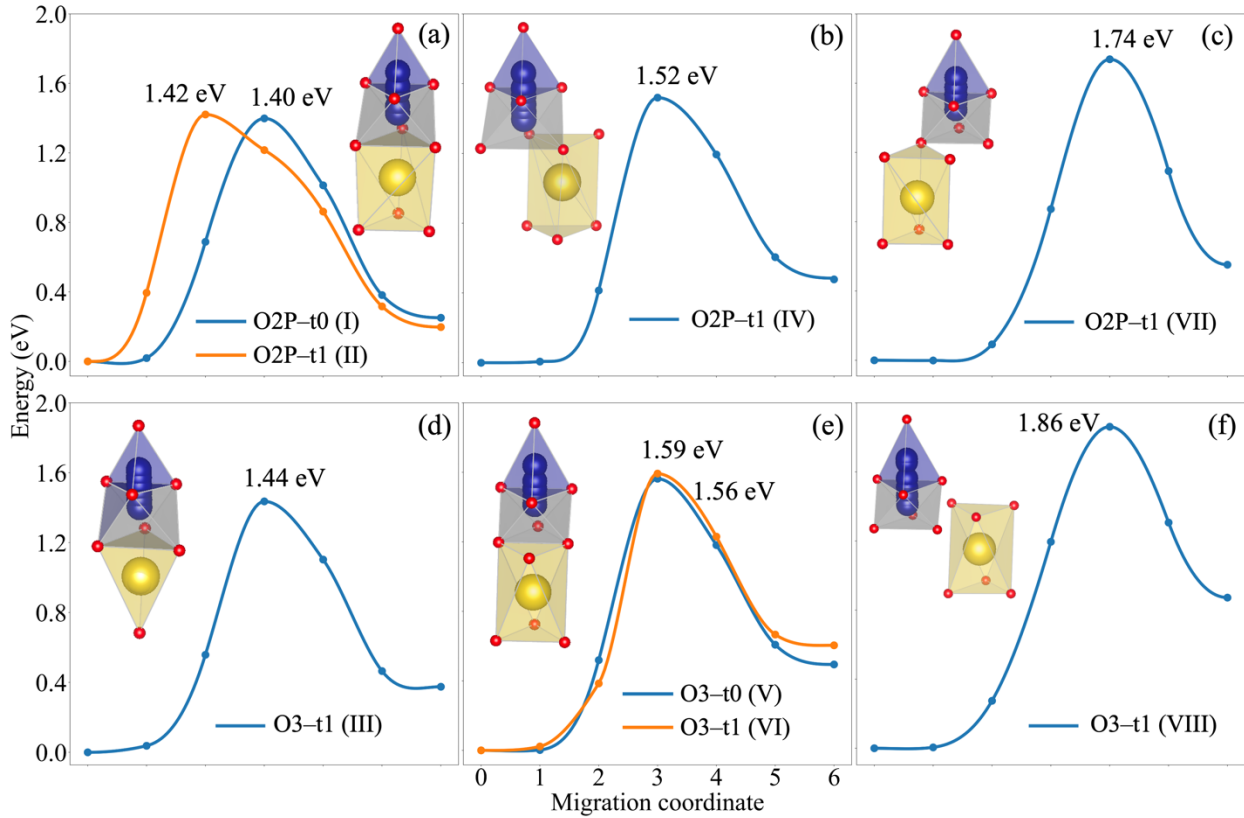 2.0
1.6
1.2
0.8
0.4
0.0
(a)
1.42 eV
1.40 eV
O2P–t0 (I)
O2P–t1 (II)
(b)
1.52 eV
O2P–t1 (IV)
(c)
1.74 eV
O2P–t1 (VII)
Energy (eV)
2.0
1.6
1.2
0.8
0.4
0.0
(d)
1.44 eV
O3–t1 (III)
(e)
1.59 eV
1.56 eV
O3–t0 (V)
O3–t1 (VI)
0 1 2 3 4 5 6
Migration coordinate
(f)
1.86 eV
O3–t1 (VIII)